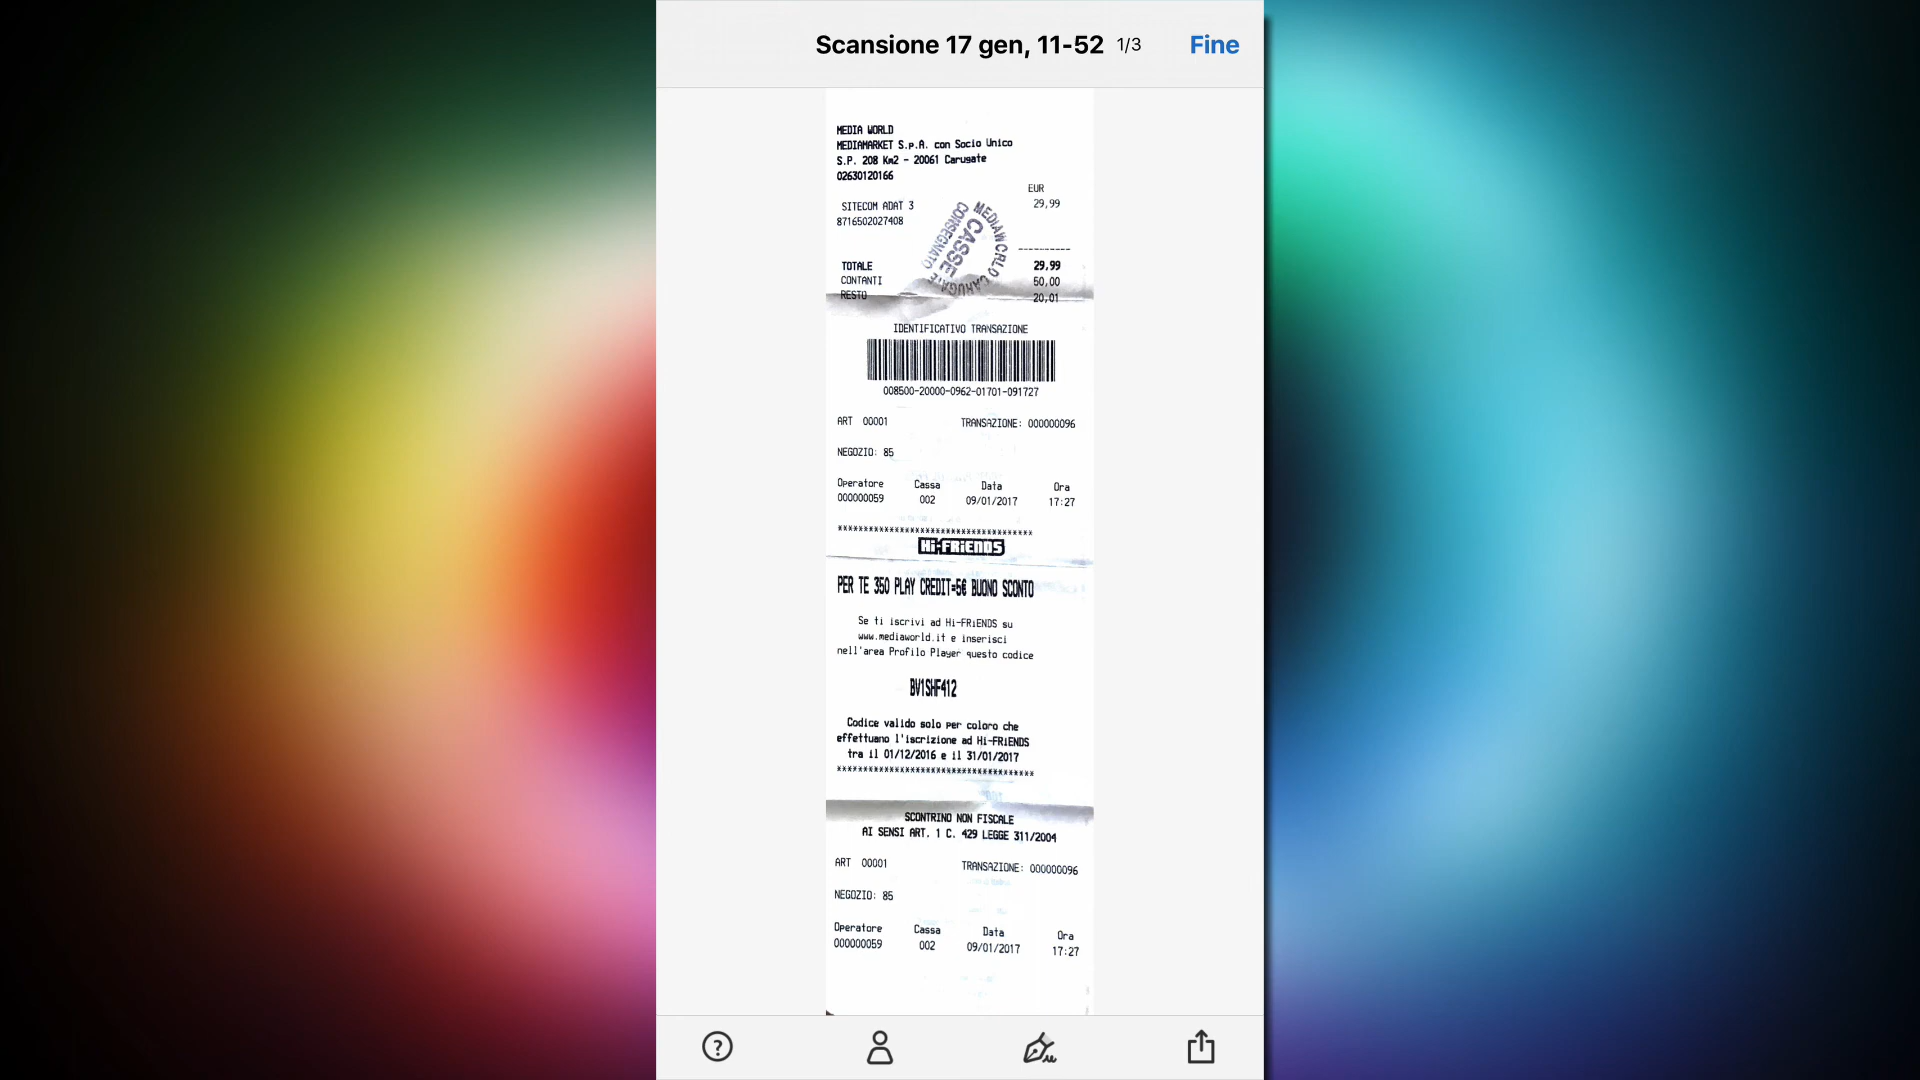 Scansione 17 gen, 11-52 1/3 Fine
MEDIA WORLD
MEDIAMARKET S.p.A. con Socio Unico
S.P. 208 Km2 - 20061 Carugate
02630120166
EUR
SITECOM ADAT 3 29,99
8716502027408
MEDIAWORLD CARUGATE
CASSE
CONSEGNATO
----------
TOTALE 29,99
CONTANTI 50,00
RESTO 20,01
IDENTIFICATIVO TRANSAZIONE
008500-20000-0962-01701-091727
ART 00001 TRANSAZIONE: 000000096
NEGOZIO: 85
Operatore Cassa Data Ora
000000059 002 09/01/2017 17:27
**************************************
Hi-FRiENDS
PER TE 350 PLAY CREDIT=5€ BUONO SCONTO
Se ti iscrivi ad Hi-FRiENDS su
www.mediaworld.it e inserisci
nell'area Profilo Player questo codice
BV1SHF412
Codice valido solo per coloro che
effettuano l'iscrizione ad Hi-FRiENDS
tra il 01/12/2016 e il 31/01/2017
**************************************
SCONTRINO NON FISCALE
AI SENSI ART. 1 C. 429 LEGGE 311/2004
ART 00001 TRANSAZIONE: 000000096
NEGOZIO: 85
Operatore Cassa Data Ora
000000059 002 09/01/2017 17:27